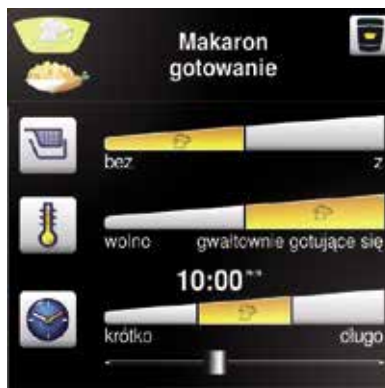 Makaron
gotowanie
bez z
wolno gwałtownie gotujące się
10:00
krótko długo